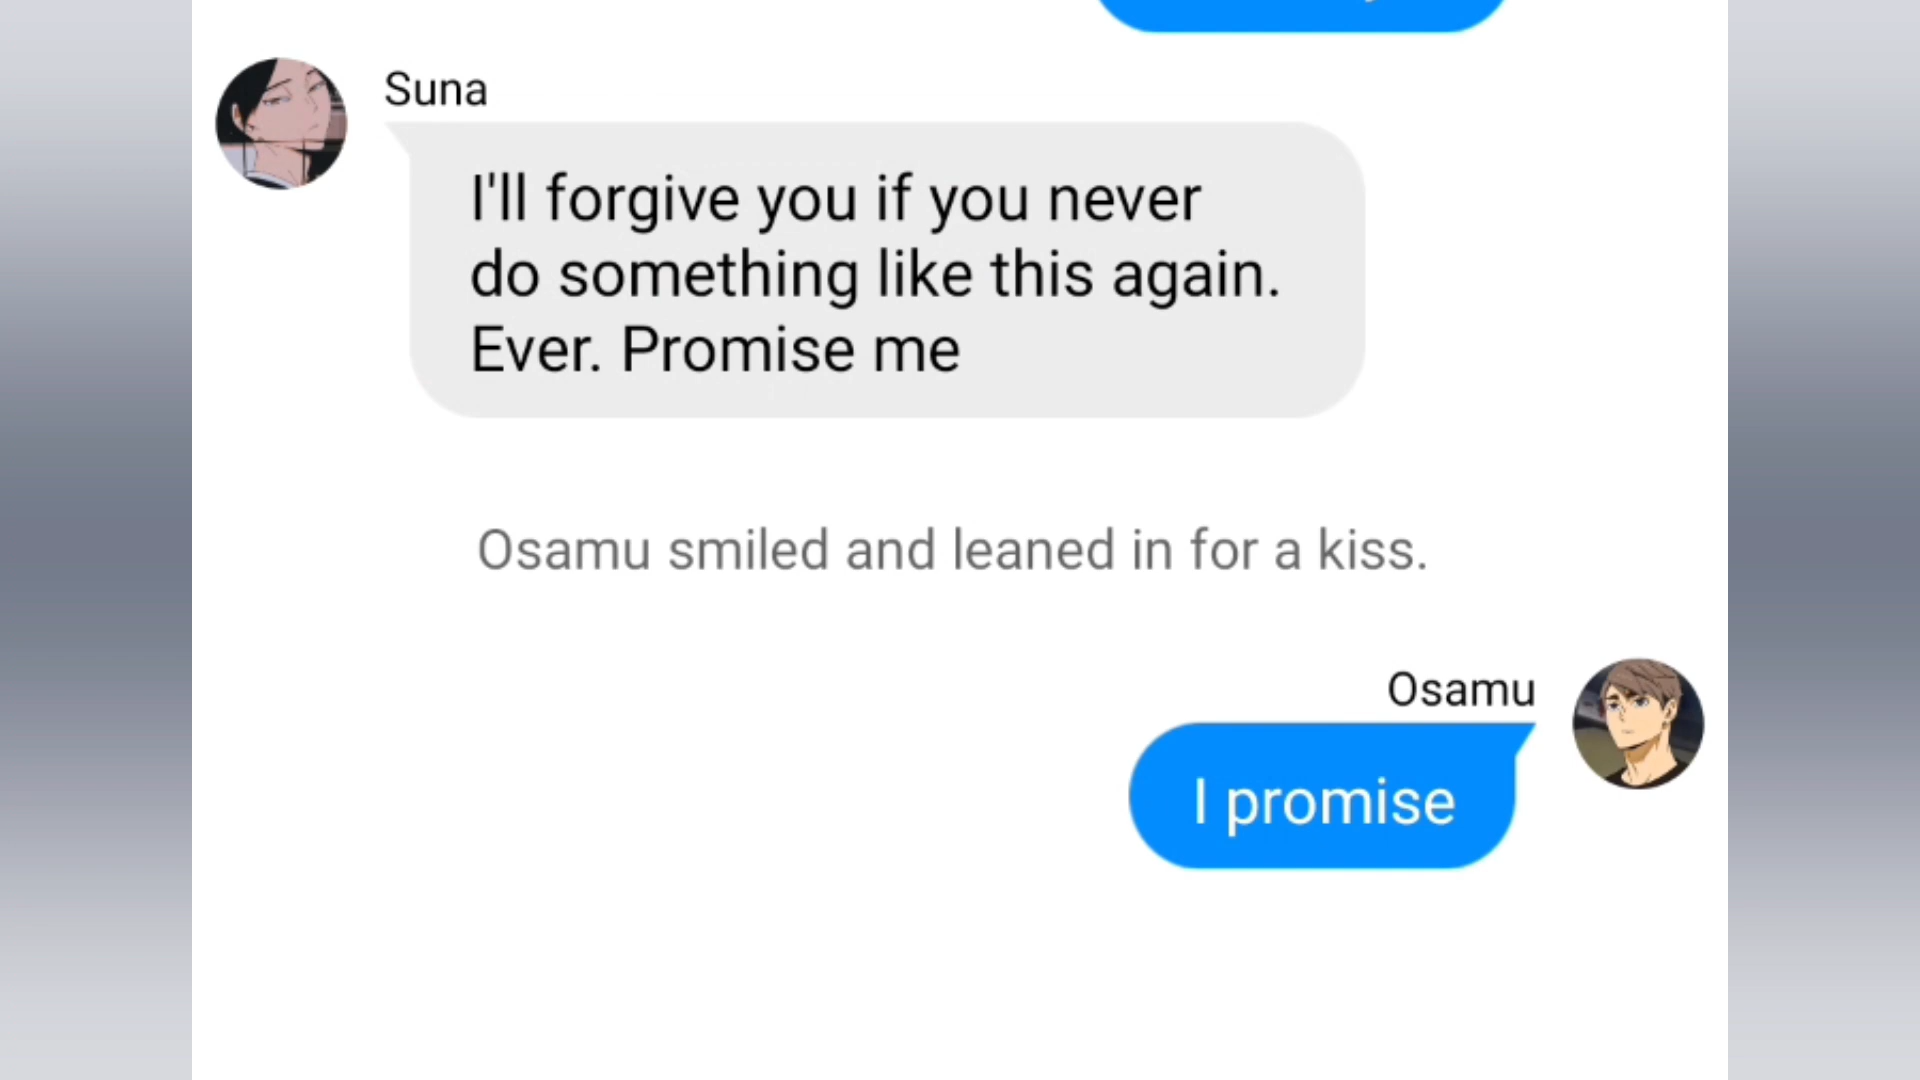 Suna
I'll forgive you if you never
do something like this again.
Ever. Promise me
Osamu smiled and leaned in for a kiss.
Osamu
I promise